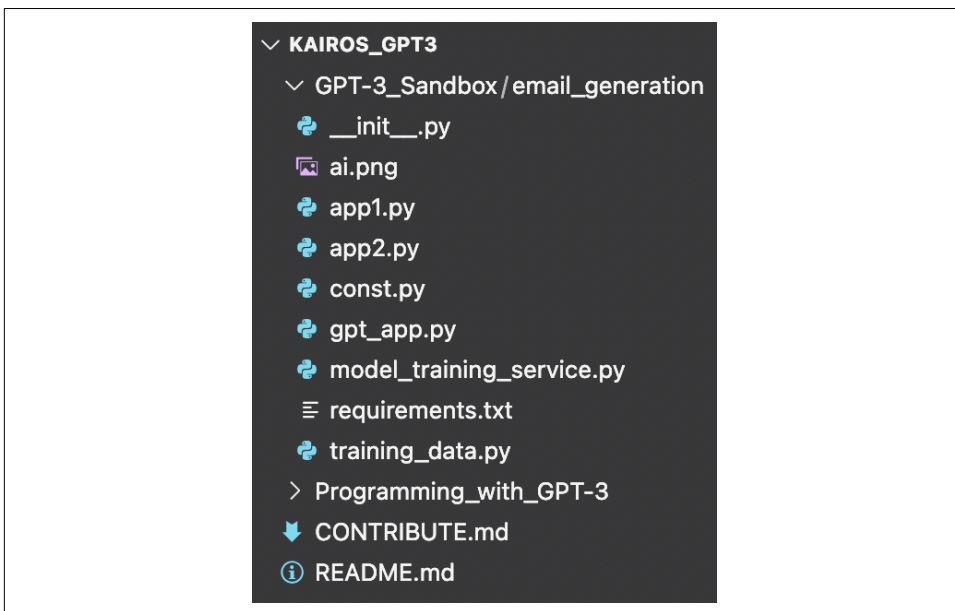 KAIROS_GPT3
GPT-3_Sandbox/email_generation
__init__.py
ai.png
app1.py
app2.py
const.py
gpt_app.py
model_training_service.py
requirements.txt
training_data.py
Programming_with_GPT-3
CONTRIBUTE.md
README.md